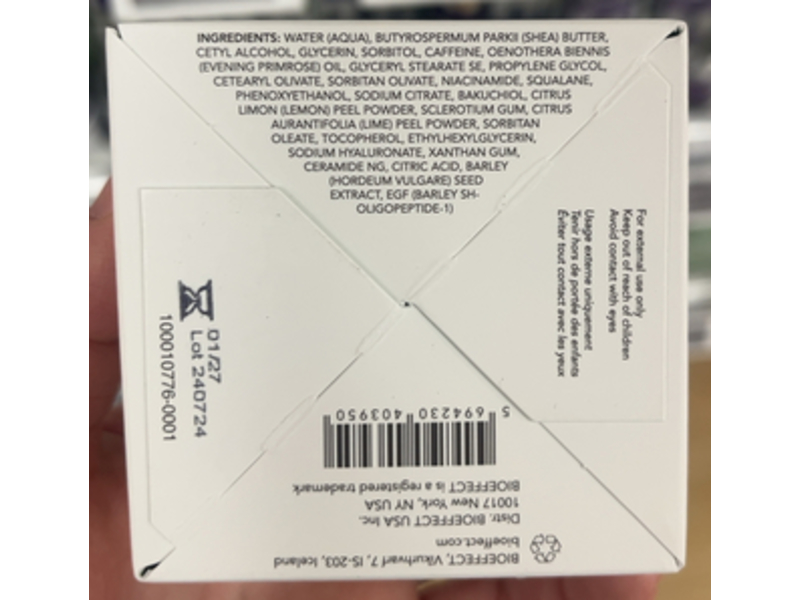 INGREDIENTS: WATER (AQUA), BUTYROSPERMUM PARKII (SHEA) BUTTER,
CETYL ALCOHOL, GLYCERIN, SORBITOL, CAFFEINE, OENOTHERA BIENNIS
(EVENING PRIMROSE) OIL, GLYCERYL STEARATE SE, PROPYLENE GLYCOL,
CETEARYL OLIVATE, SORBITAN OLIVATE, NIACINAMIDE, SQUALANE,
PHENOXYETHANOL, SODIUM CITRATE, BAKUCHIOL, CITRUS
LIMON (LEMON) PEEL POWDER, SCLEROTIUM GUM, CITRUS
AURANTIFOLIA (LIME) PEEL POWDER, SORBITAN
OLEATE, TOCOPHEROL, ETHYLHEXYLGLYCERIN,
SODIUM HYALURONATE, XANTHAN GUM,
CERAMIDE NG, CITRIC ACID, BARLEY
(HORDEUM VULGARE) SEED
EXTRACT, EGF (BARLEY SH-
OLIGOPEPTIDE-1)
For external use only
Keep out of reach of children
Avoid contact with eyes
Usage externe uniquement
Tenir hors de portée des enfants
Éviter tout contact avec les yeux
01/27
Lot 240724
100010776-0001
BIOEFFECT, Víkurhvarf 7, IS-203, Iceland
bioeffect.com
Distr. BIOEFFECT USA Inc.
10017 New York, NY USA
BIOEFFECT is a registered trademark
5 694230 403950